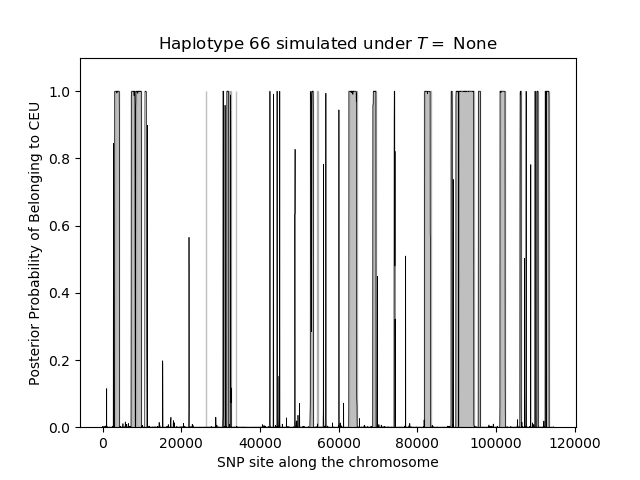 Haplotype 66 simulated under T = None
Posterior Probability of Belonging to CEU
1.0
0.8
0.6
0.4
0.2
0.0
0 20000 40000 60000 80000 100000 120000
SNP site along the chromosome